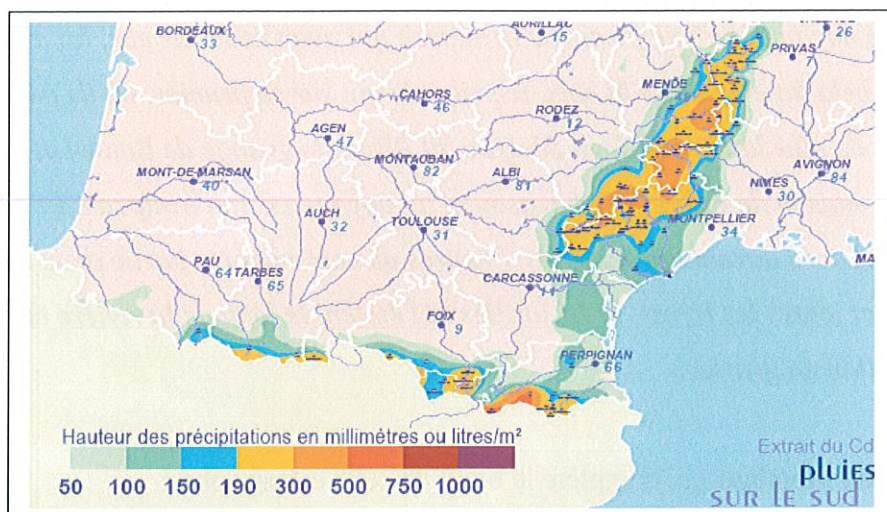 AURILLAC
15
BORDEAUX
33
26
PRIVAS
7
MENDE
48
CAHORS
46
RODEZ
12
AGEN
47
MONTAUBAN
82
ALBI
81
MONT-DE-MARSAN
40
AVIGNON
84
NIMES
30
AUCH
32
TOULOUSE
31
MONTPELLIER
34
PAU
64
TARBES
65
CARCASSONNE
11
MA
FOIX
9
PERPIGNAN
66
Hauteur des précipitations en millimètres ou litres/m²
50 100 150 190 300 500 750 1000
Extrait du Cd
pluies
SUR LE SUD